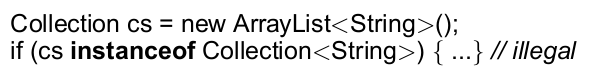 Collection cs = new ArrayList<String>();
if (cs instanceof Collection<String>) { ...} // illegal